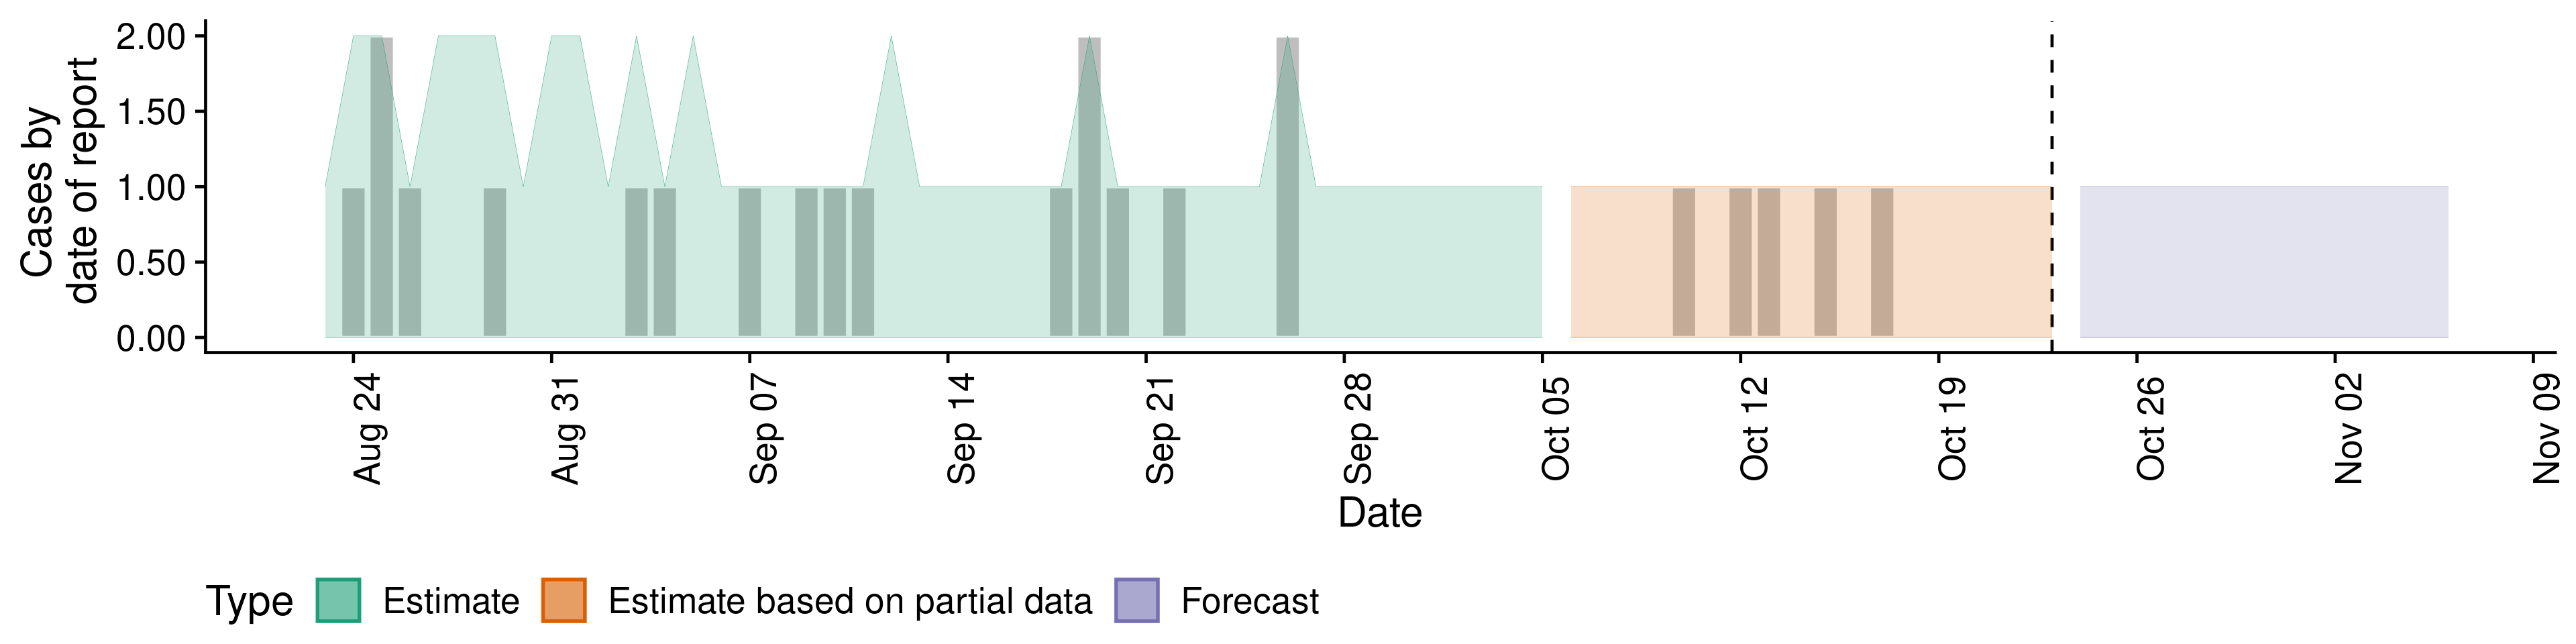 Cases by
date of report
2.00
1.50
1.00
0.50
0.00
Aug 24
Aug 31
Sep 07
Sep 14
Sep 21
Sep 28
Oct 05
Oct 12
Oct 19
Oct 26
Nov 02
Nov 09
Date
Type Estimate Estimate based on partial data Forecast